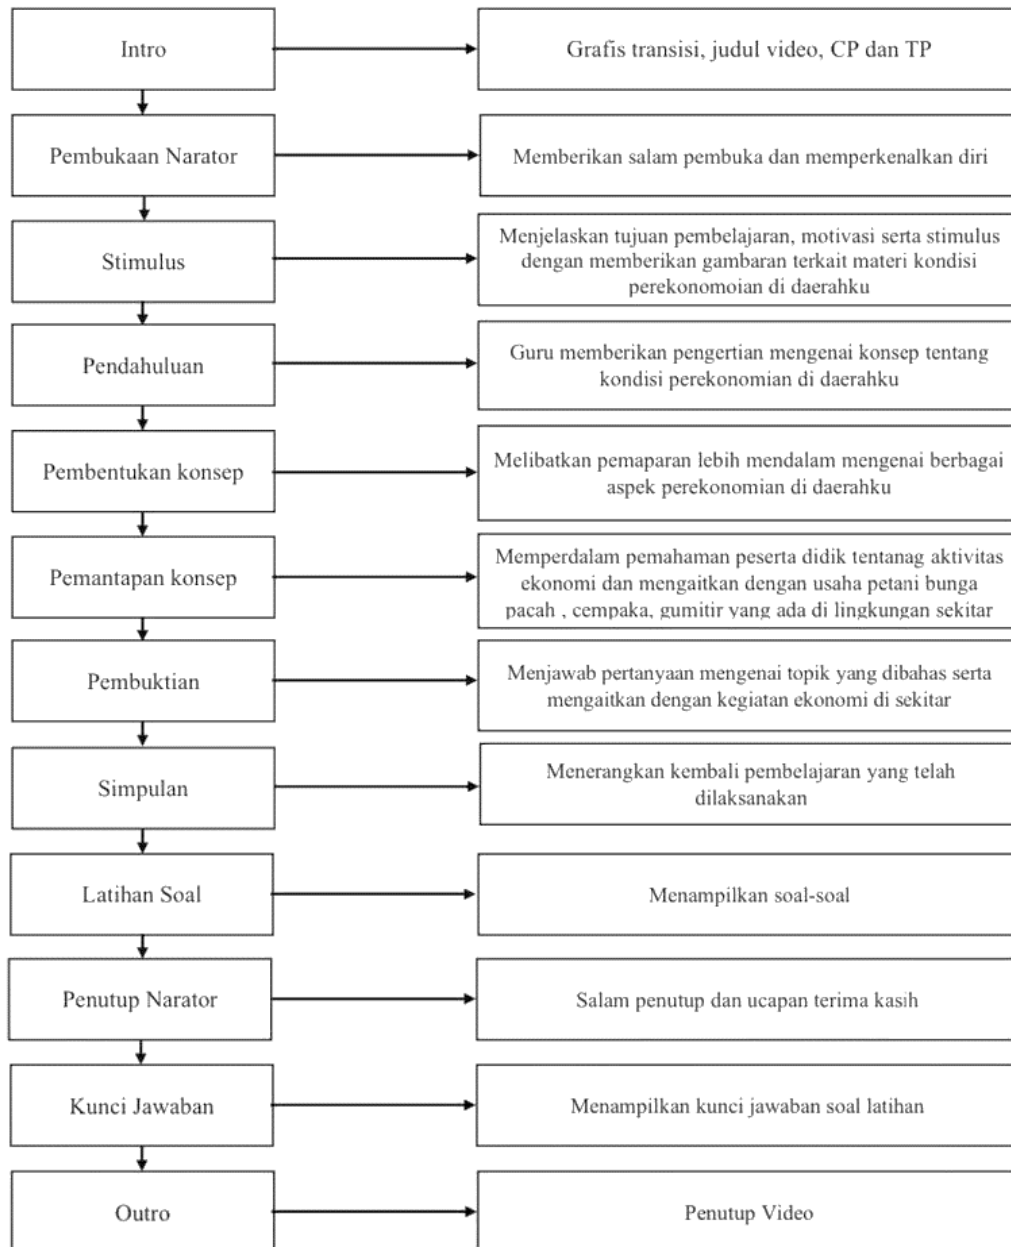 Intro
Grafis transisi, judul video, CP dan TP
Pembukaan Narator
Memberikan salam pembuka dan memperkenalkan diri
Stimulus
Menjelaskan tujuan pembelajaran, motivasi serta stimulus
dengan memberikan gambaran terkait materi kondisi
perekonomoian di daerahku
Pendahuluan
Guru memberikan pengertian mengenai konsep tentang
kondisi perekonomian di daerahku
Pembentukan konsep
Melibatkan pemaparan lebih mendalam mengenai berbagai
aspek perekonomian di daerahku
Pemantapan konsep
Memperdalam pemahaman peserta didik tentanag aktivitas
ekonomi dan mengaitkan dengan usaha petani bunga
pacah , cempaka, gumitir yang ada di lingkungan sekitar
Pembuktian
Menjawab pertanyaan mengenai topik yang dibahas serta
mengaitkan dengan kegiatan ekonomi di sekitar
Simpulan
Menerangkan kembali pembelajaran yang telah
dilaksanakan
Latihan Soal
Menampilkan soal-soal
Penutup Narator
Salam penutup dan ucapan terima kasih
Kunci Jawaban
Menampilkan kunci jawaban soal latihan
Outro
Penutup Video